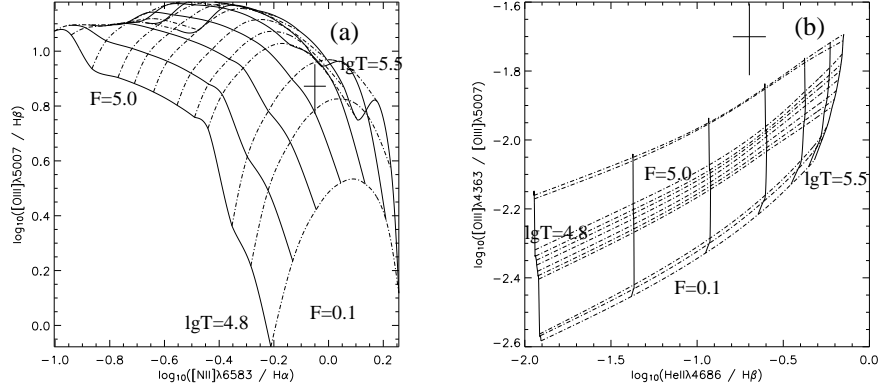 (a)
lgT=5.5
F=5.0
lgT=4.8
F=0.1
log₁₀([OIII]λ5007 / Hβ)
1.0
0.8
0.6
0.4
0.2
0.0
−1.0 −0.8 −0.6 −0.4 −0.2 0.0 0.2
log₁₀([NII]λ6583 / Hα)
(b)
F=5.0
lgT=5.5
lgT=4.8
F=0.1
log₁₀([OIII]λ4363 / [OIII]λ5007)
−1.6
−1.8
−2.0
−2.2
−2.4
−2.6
−2.0 −1.5 −1.0 −0.5 0.0
log₁₀(HeIIλ4686 / Hβ)